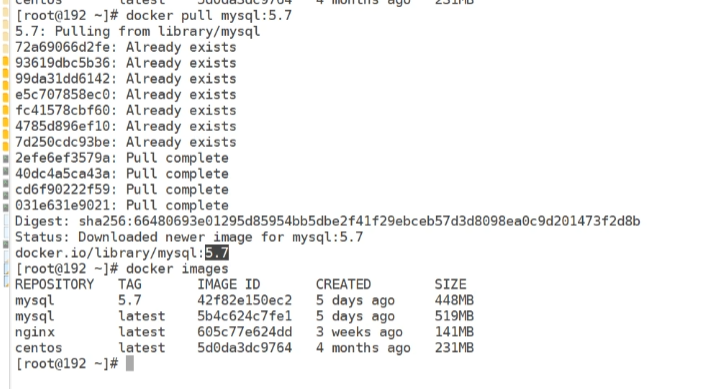 centos       latest    5d0da3dc9764   4 months ago   231MB
[root@192 ~]# docker pull mysql:5.7
5.7: Pulling from library/mysql
72a69066d2fe: Already exists
93619dbc5b36: Already exists
99da31dd6142: Already exists
e5c707858ec0: Already exists
fc41578cbf60: Already exists
4785d896ef10: Already exists
7d250cdc93be: Already exists
2efe6ef3579a: Pull complete
40dc4a5ca43a: Pull complete
cd6f90222f59: Pull complete
031e631e9021: Pull complete
Digest: sha256:66480693e01295d85954bb5dbe2f41f29ebceb57d3d8098ea0c9d201473f2d8b
Status: Downloaded newer image for mysql:5.7
docker.io/library/mysql:5.7
[root@192 ~]# docker images
REPOSITORY   TAG       IMAGE ID       CREATED        SIZE
mysql        5.7       42f82e150ec2   5 days ago     448MB
mysql        latest    5b4c624c7fe1   5 days ago     519MB
nginx        latest    605c77e624dd   3 weeks ago    141MB
centos       latest    5d0da3dc9764   4 months ago   231MB
[root@192 ~]#